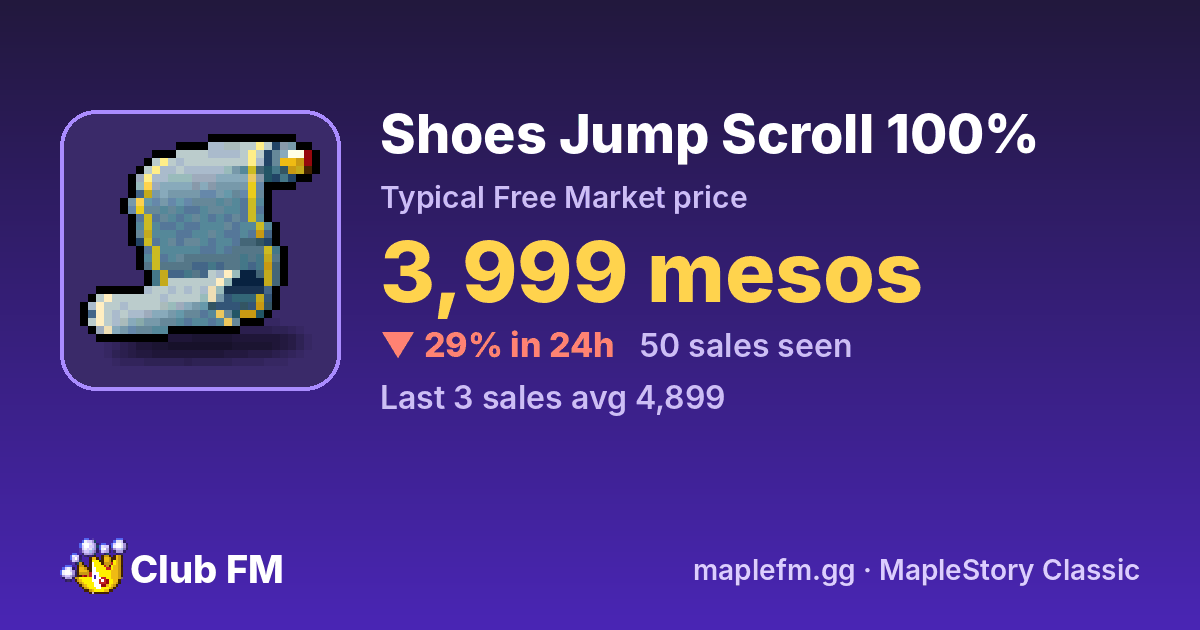 Shoes Jump Scroll 100%
Typical Free Market price
3,999 mesos
▼ 29% in 24h 50 sales seen
Last 3 sales avg 4,899
Club FM
maplefm.gg · MapleStory Classic